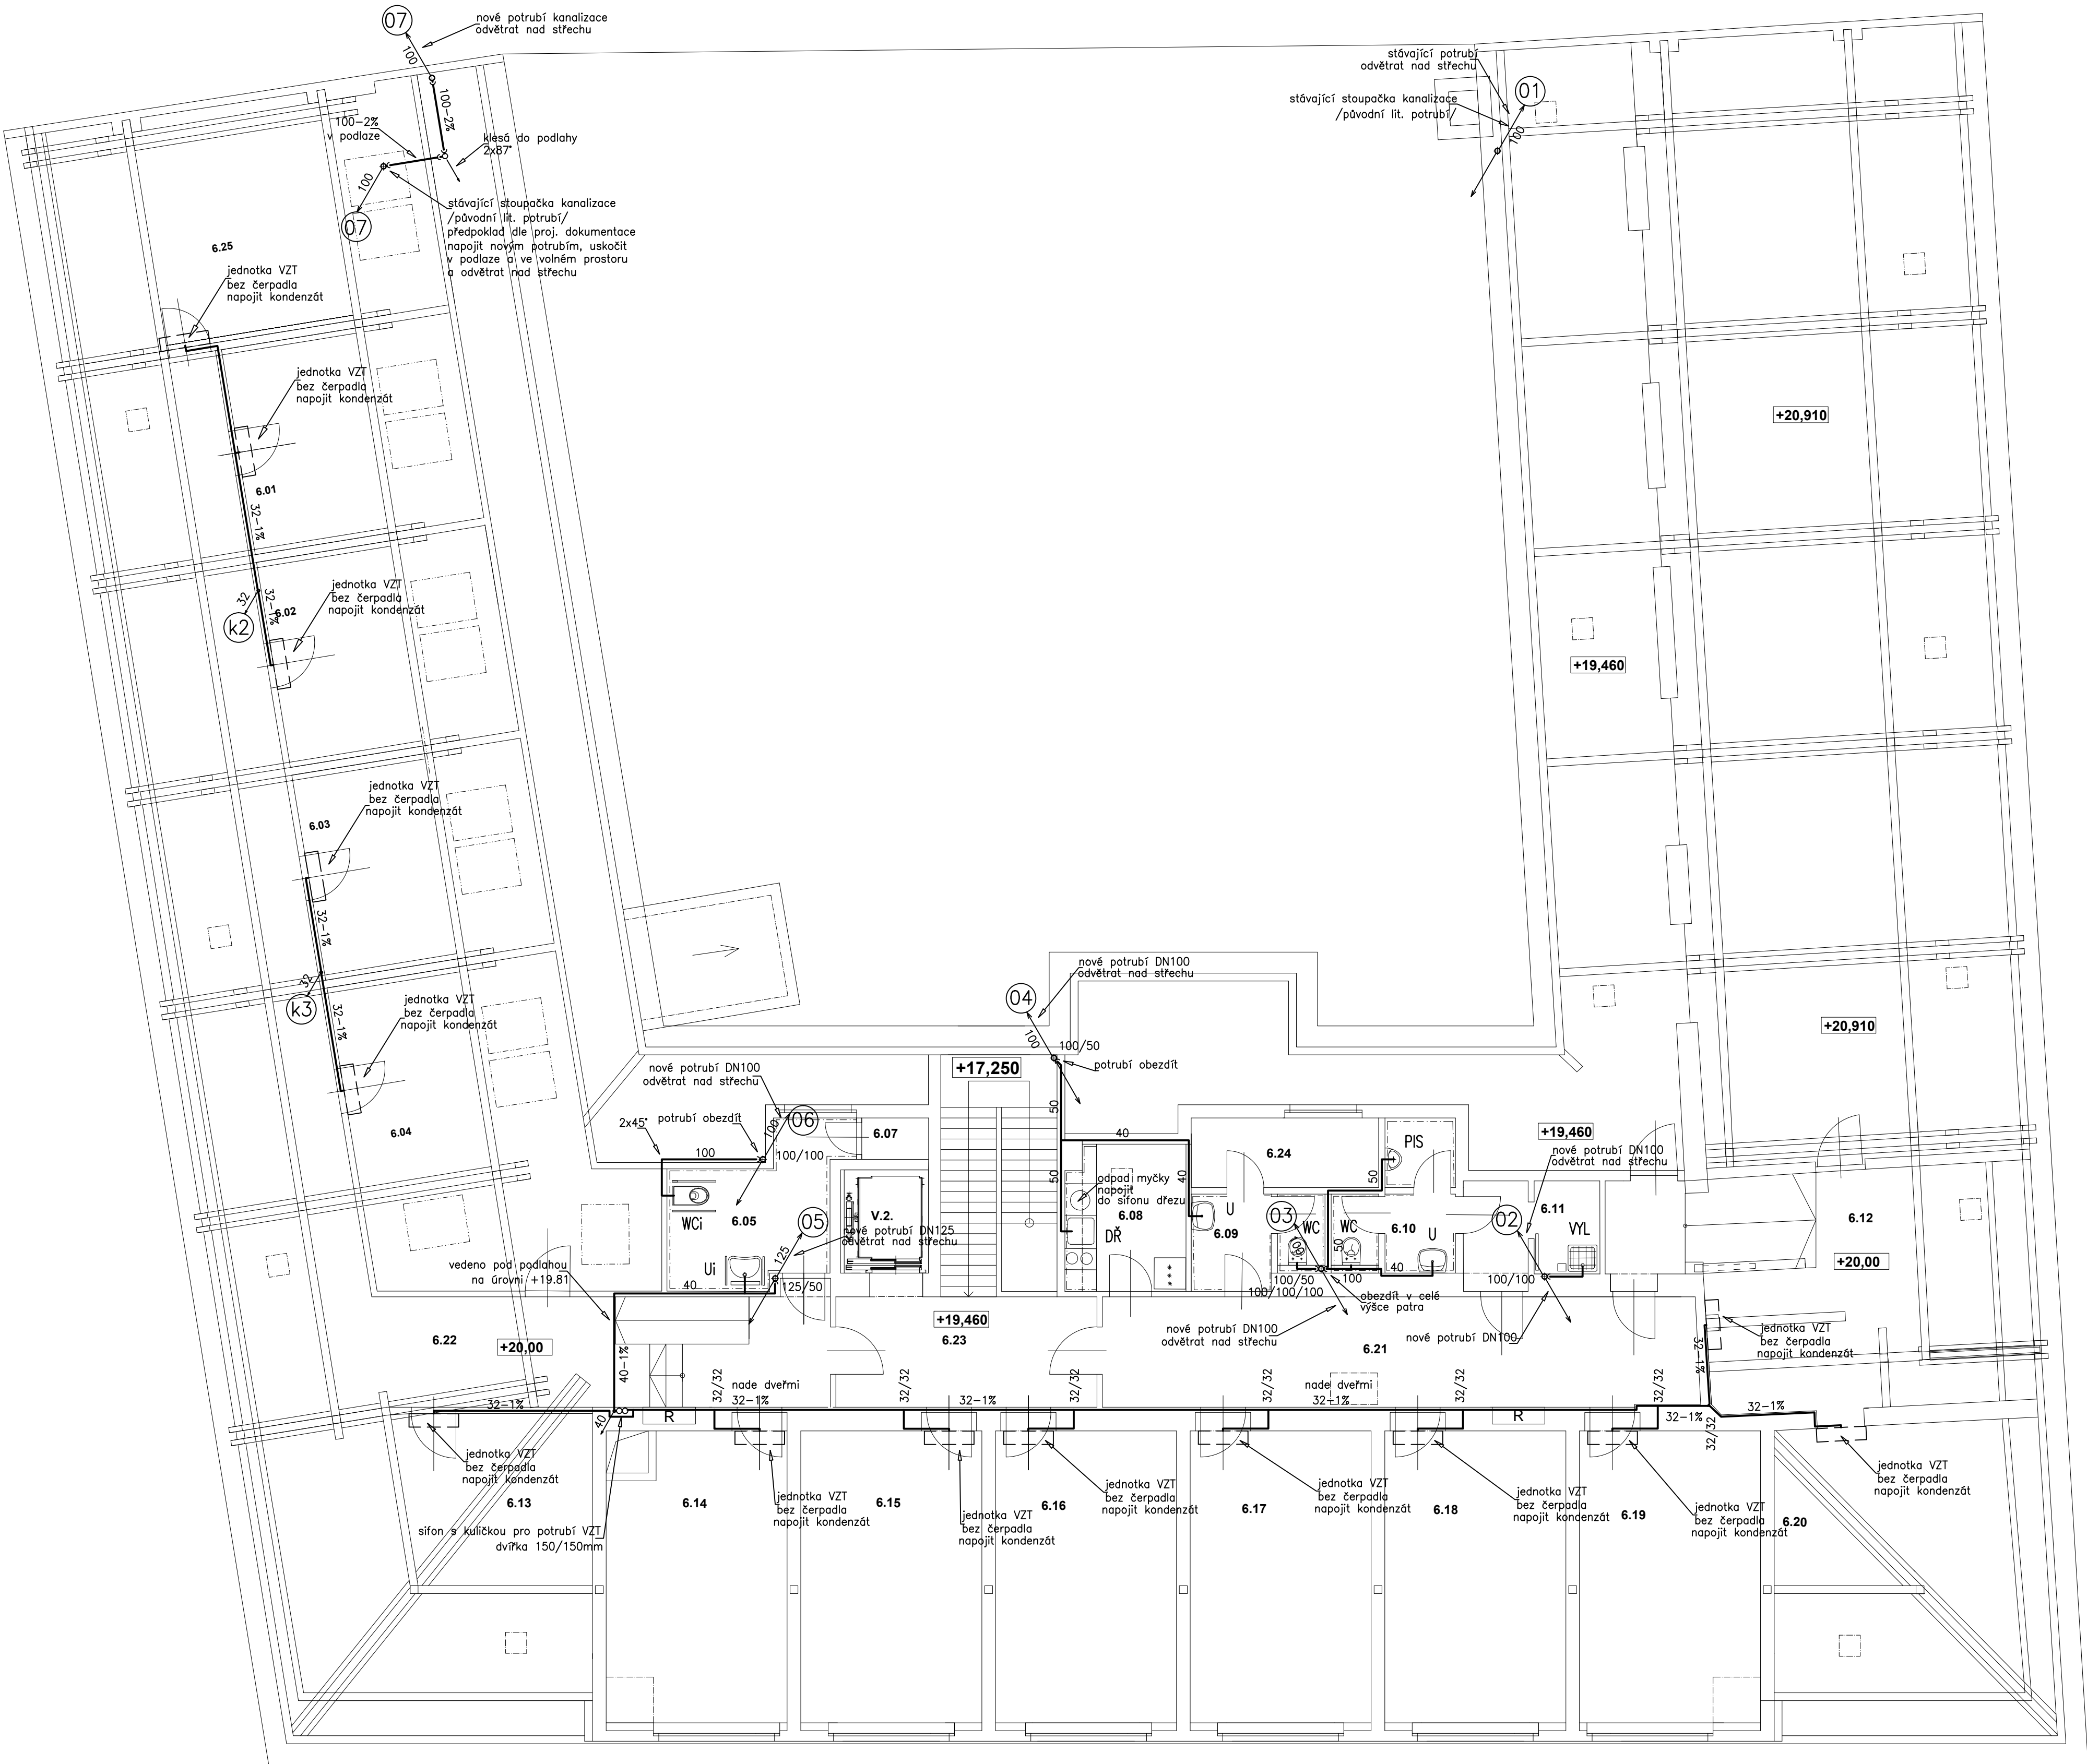 07
nové potrubí kanalizace
odvětrat nad střechu
100
100-2%
100-2%
v podlaze
klesá do podlahy
2x87°
100
07
stávající stoupačka kanalizace
/původní lit. potrubí/
předpoklad dle proj. dokumentace
napojit novým potrubím, uskočit
v podlaze a ve volném prostoru
a odvětrat nad střechu
stávající potrubí
odvětrat nad střechu
stávající stoupačka kanalizace
/původní lit. potrubí/
01
100
6.25
jednotka VZT
bez čerpadla
napojit kondenzát
jednotka VZT
bez čerpadla
napojit kondenzát
6.01
32-1%
+20,910
32
k2
32-1%
6.02
jednotka VZT
bez čerpadla
napojit kondenzát
+19,460
jednotka VZT
bez čerpadla
napojit kondenzát
6.03
32-1%
32
k3
32-1%
jednotka VZT
bez čerpadla
napojit kondenzát
6.04
nové potrubí DN100
odvětrat nad střechu
04
100
100/50
potrubí obezdít
+17,250
+20,910
nové potrubí DN100
odvětrat nad střechu
2x45°
potrubí obezdít
06
100
100
100/100
6.07
50
40
50
40
6.24
PIS
50
+19,460
nové potrubí DN100
odvětrat nad střechu
WCi
6.05
V.2.
05
nové potrubí DN125
odvětrat nad střechu
125
Ui
40
125/50
odpad myčky
napojit
do sifonu dřezu
6.08
DŘ
***
U
6.09
03
WC
100
WC
50
6.10
U
40
100
100/50
100/100/100
02
6.11
VYL
100/100
6.12
+20,00
vedeno pod podlahou
na úrovni +19.81
obezdít v celé
výšce patra
nové potrubí DN100
odvětrat nad střechu
nové potrubí DN100
6.22
+20,00
40-1%
+19,460
6.23
6.21
32-1%
jednotka VZT
bez čerpadla
napojit kondenzát
32-1%
40
R
32/32
nade dveřmi
32-1%
32/32
32-1%
32/32
32/32
nade dveřmi
32-1%
32/32
R
32/32
32-1%
32/32
32-1%
jednotka VZT
bez čerpadla
napojit kondenzát
6.13
sifon s kuličkou pro potrubí VZT
dvířka 150/150mm
6.14
jednotka VZT
bez čerpadla
napojit kondenzát
6.15
jednotka VZT
bez čerpadla
napojit kondenzát
6.16
jednotka VZT
bez čerpadla
napojit kondenzát
6.17
jednotka VZT
bez čerpadla
napojit kondenzát
6.18
jednotka VZT
bez čerpadla
napojit kondenzát
6.19
jednotka VZT
bez čerpadla
napojit kondenzát
6.20
jednotka VZT
bez čerpadla
napojit kondenzát